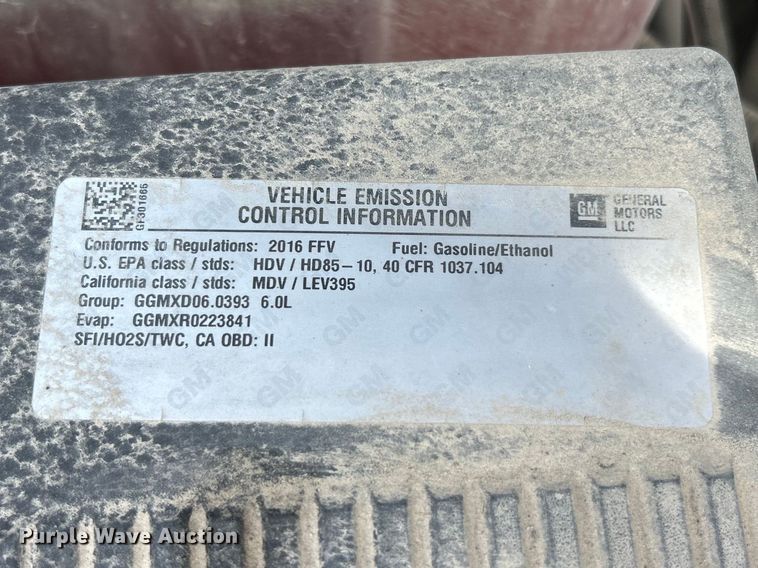 GF301666
VEHICLE EMISSION
CONTROL INFORMATION
GM
GENERAL
MOTORS
LLC
Conforms to Regulations: 2016 FFV Fuel: Gasoline/Ethanol
U.S. EPA class / stds: HDV / HD85-10, 40 CFR 1037.104
California class / stds: MDV / LEV395
Group: GGMXD06.0393 6.0L
Evap: GGMXR0223841
SFI/HO2S/TWC, CA OBD: II
Purple Wave Auction